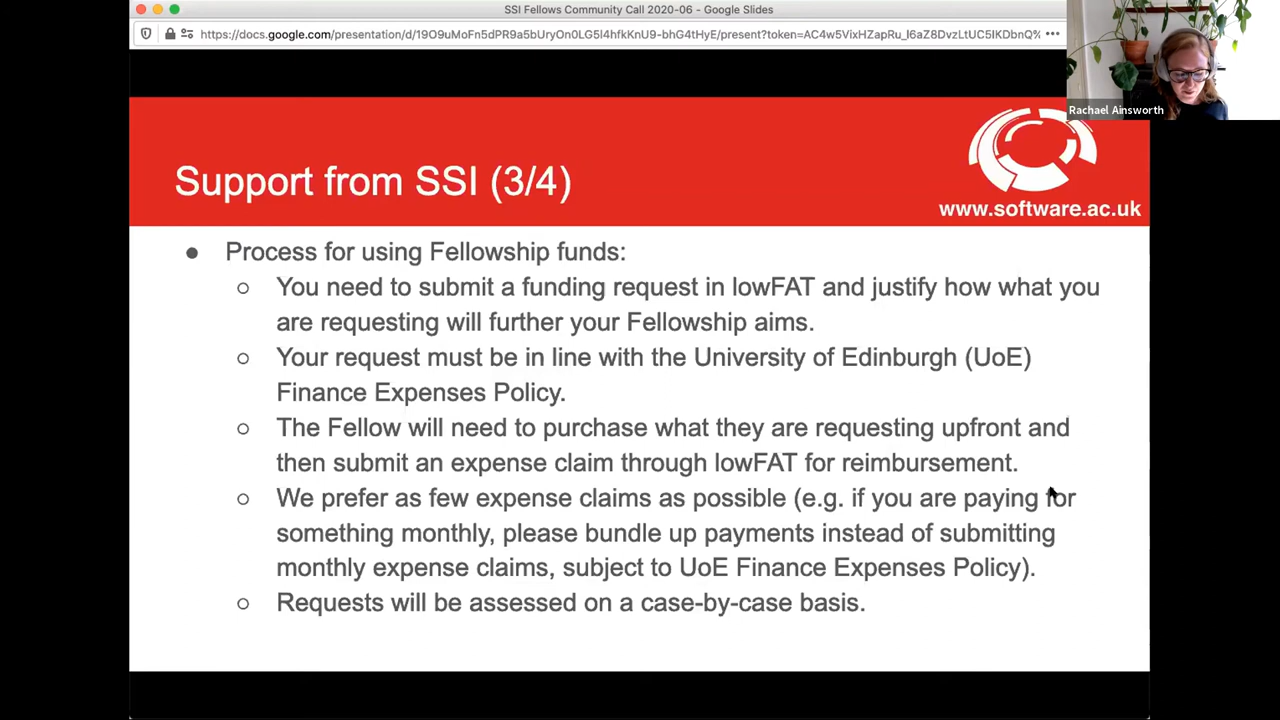 SSI Fellows Community Call 2020-06 - Google Slides
Rachael Ainsworth
Support from SSI (3/4)
www.software.ac.uk
● Process for using Fellowship funds:
○ You need to submit a funding request in lowFAT and justify how what you
are requesting will further your Fellowship aims.
○ Your request must be in line with the University of Edinburgh (UoE)
Finance Expenses Policy.
○ The Fellow will need to purchase what they are requesting upfront and
then submit an expense claim through lowFAT for reimbursement.
○ We prefer as few expense claims as possible (e.g. if you are paying for
something monthly, please bundle up payments instead of submitting
monthly expense claims, subject to UoE Finance Expenses Policy).
○ Requests will be assessed on a case-by-case basis.